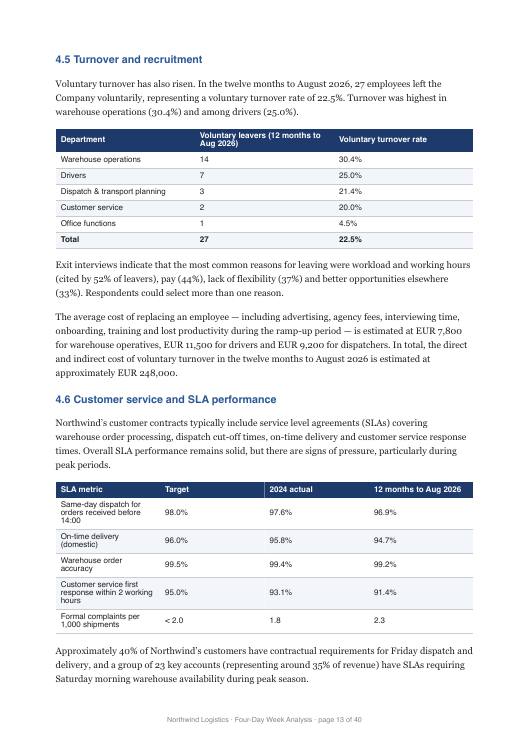 4.5 Turnover and recruitment
Voluntary turnover has also risen. In the twelve months to August 2026, 27 employees left the
Company voluntarily, representing a voluntary turnover rate of 22.5%. Turnover was highest in
warehouse operations (30.4%) and among drivers (25.0%).
Department Voluntary leavers (12 months to Aug 2026) Voluntary turnover rate
Warehouse operations 14 30.4%
Drivers 7 25.0%
Dispatch & transport planning 3 21.4%
Customer service 2 20.0%
Office functions 1 4.5%
Total 27 22.5%
Exit interviews indicate that the most common reasons for leaving were workload and working hours
(cited by 52% of leavers), pay (44%), lack of flexibility (37%) and better opportunities elsewhere
(33%). Respondents could select more than one reason.
The average cost of replacing an employee — including advertising, agency fees, interviewing time,
onboarding, training and lost productivity during the ramp-up period — is estimated at EUR 7,800
for warehouse operatives, EUR 11,500 for drivers and EUR 9,200 for dispatchers. In total, the direct
and indirect cost of voluntary turnover in the twelve months to August 2026 is estimated at
approximately EUR 248,000.
4.6 Customer service and SLA performance
Northwind's customer contracts typically include service level agreements (SLAs) covering
warehouse order processing, dispatch cut-off times, on-time delivery and customer service response
times. Overall SLA performance remains solid, but there are signs of pressure, particularly during
peak periods.
SLA metric Target 2024 actual 12 months to Aug 2026
Same-day dispatch for orders received before 14:00 98.0% 97.6% 96.9%
On-time delivery (domestic) 96.0% 95.8% 94.7%
Warehouse order accuracy 99.5% 99.4% 99.2%
Customer service first response within 2 working hours 95.0% 93.1% 91.4%
Formal complaints per 1,000 shipments < 2.0 1.8 2.3
Approximately 40% of Northwind's customers have contractual requirements for Friday dispatch and
delivery, and a group of 23 key accounts (representing around 35% of revenue) have SLAs requiring
Saturday morning warehouse availability during peak season.
Northwind Logistics · Four-Day Week Analysis · page 13 of 40